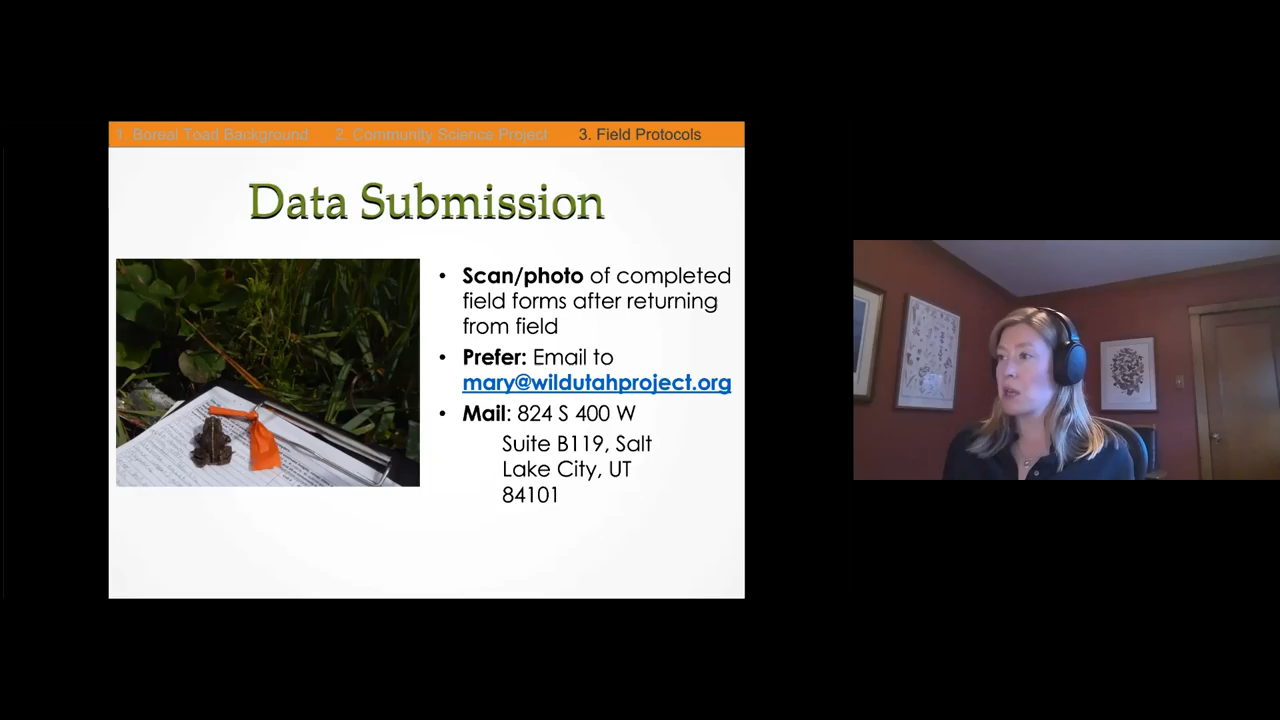 1. Boreal Toad Background 2. Community Science Project 3. Field Protocols
Data Submission
• Scan/photo of completed
field forms after returning
from field
• Prefer: Email to
mary@wildutahproject.org
• Mail: 824 S 400 W
Suite B119, Salt
Lake City, UT
84101